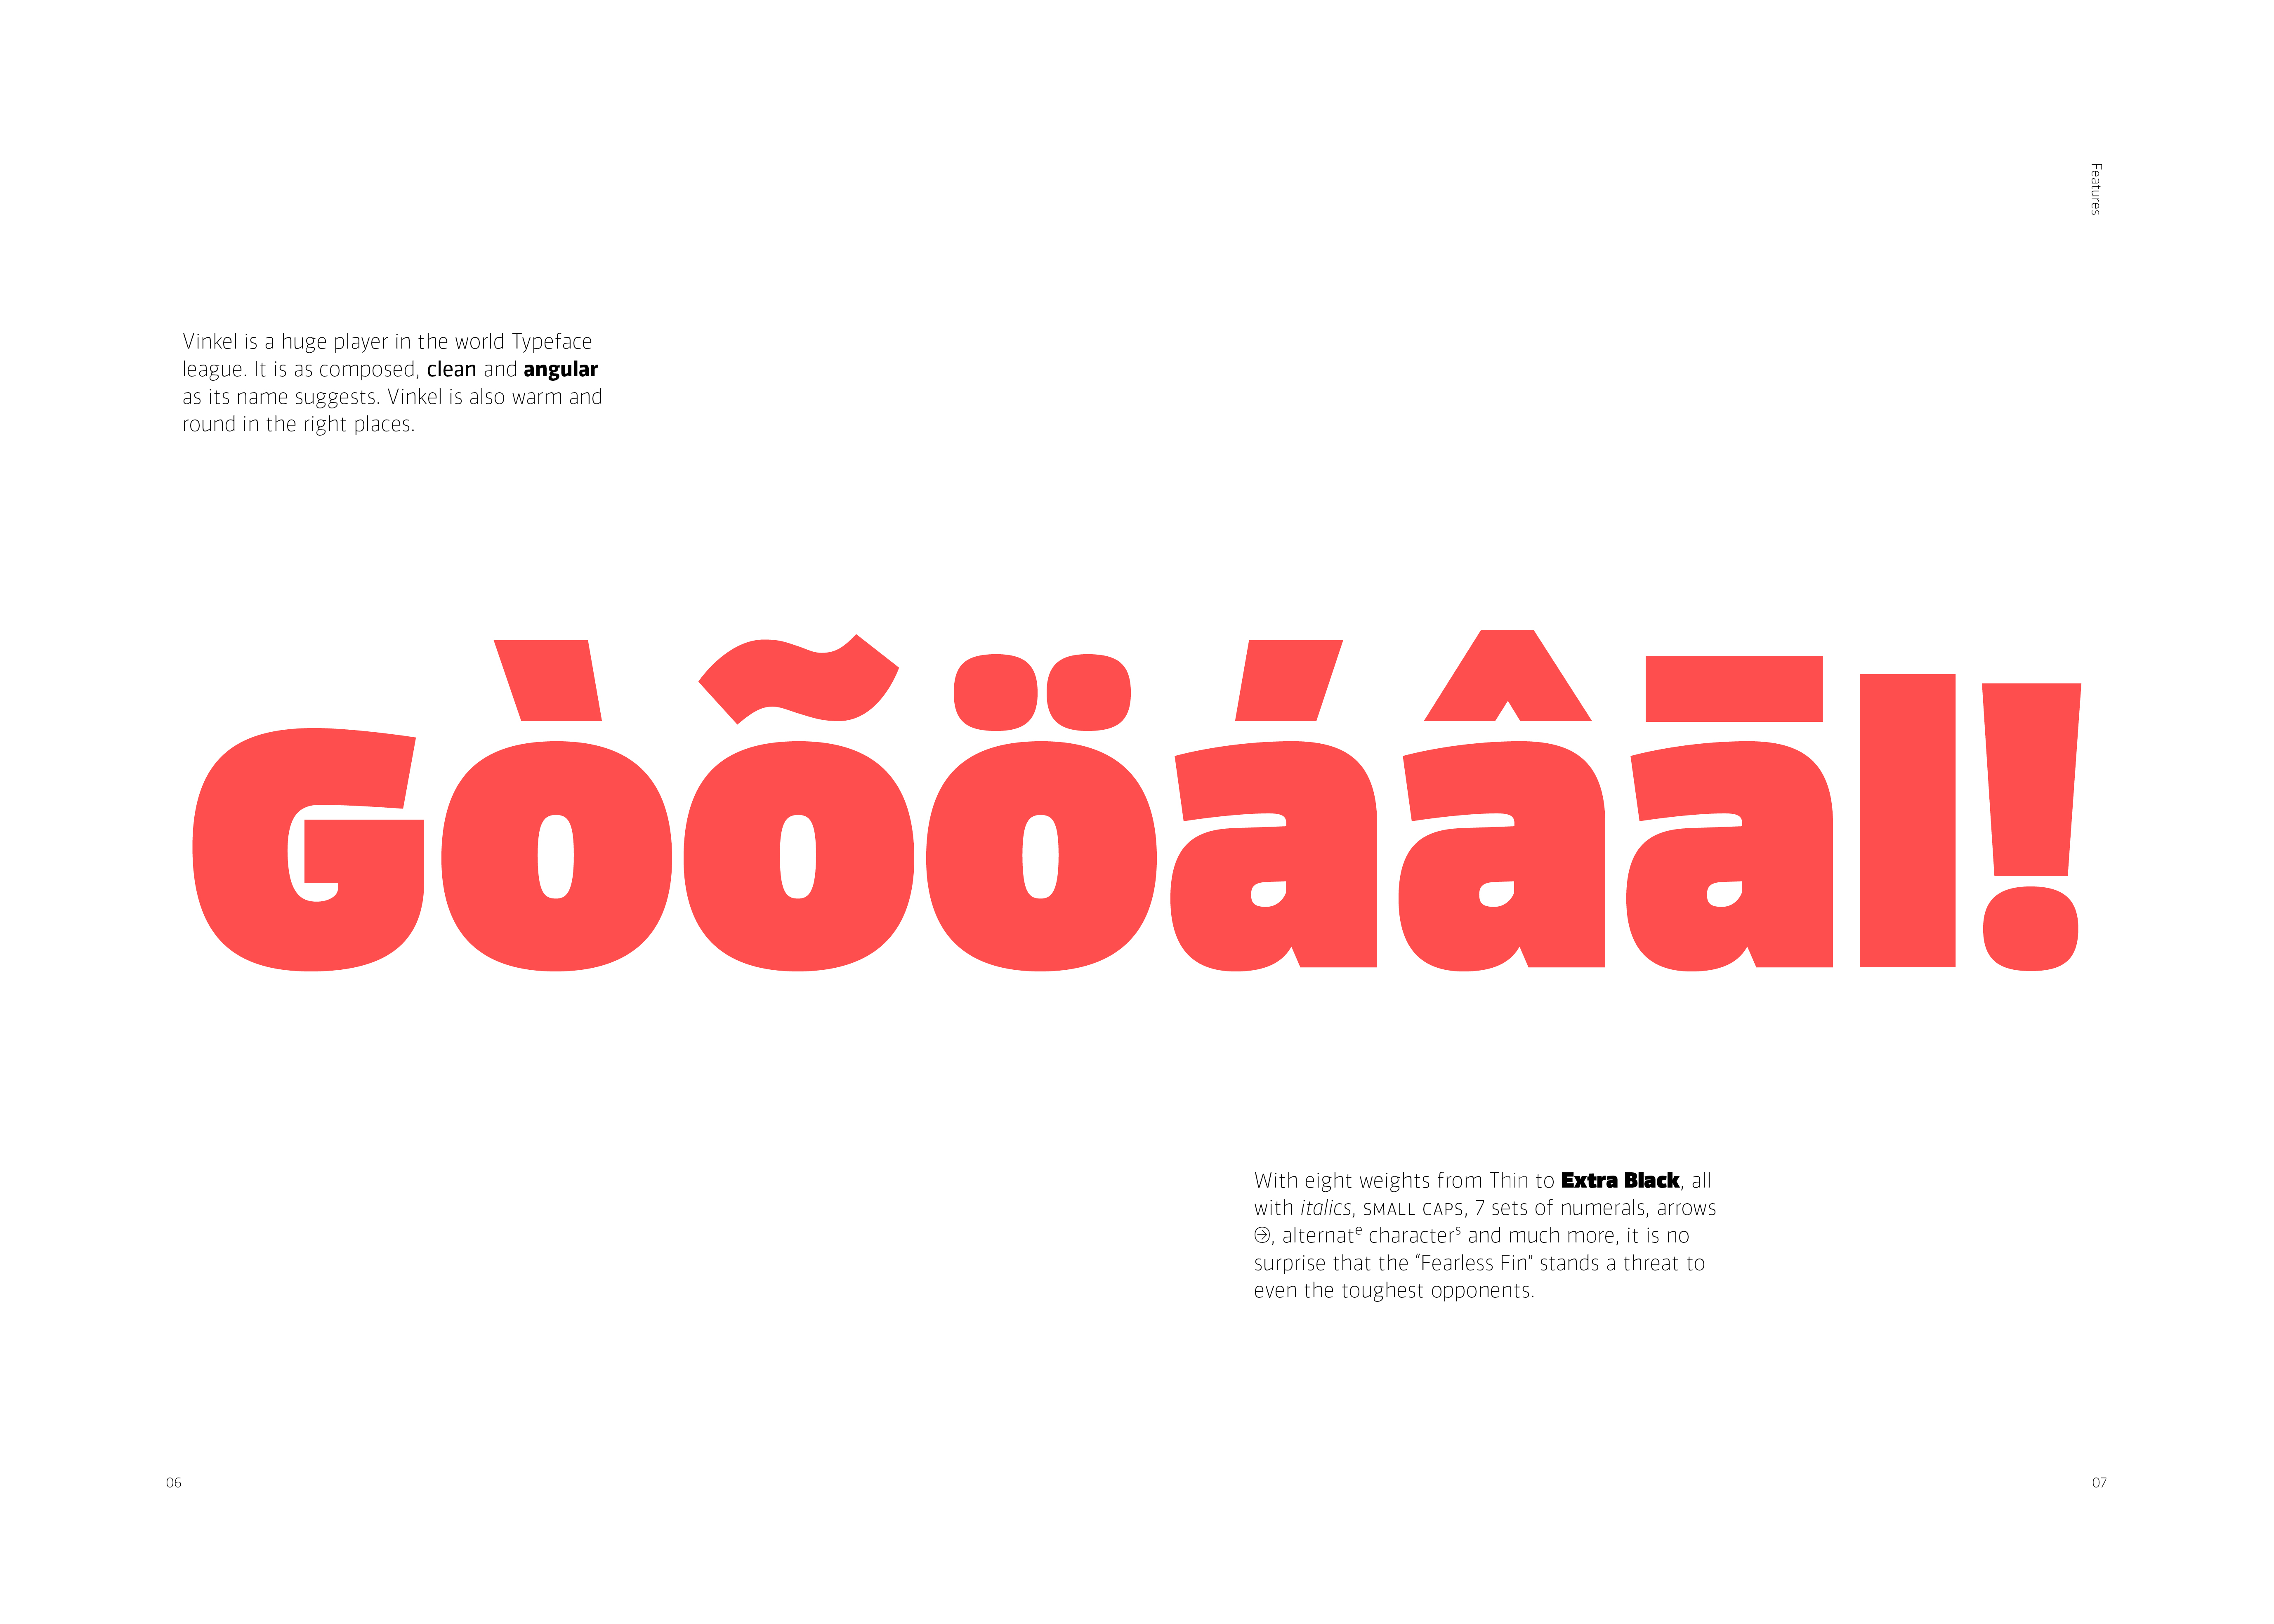 Features
Vinkel is a huge player in the world Typeface
league. It is as composed, clean and angular
as its name suggests. Vinkel is also warm and
round in the right places.
Gòõöáâāl!
With eight weights from Thin to Extra Black, all
with italics, SMALL CAPS, 7 sets of numerals, arrows
➔, alternatᵉ characterˢ and much more, it is no
surprise that the “Fearless Fin” stands a threat to
even the toughest opponents.
06
07